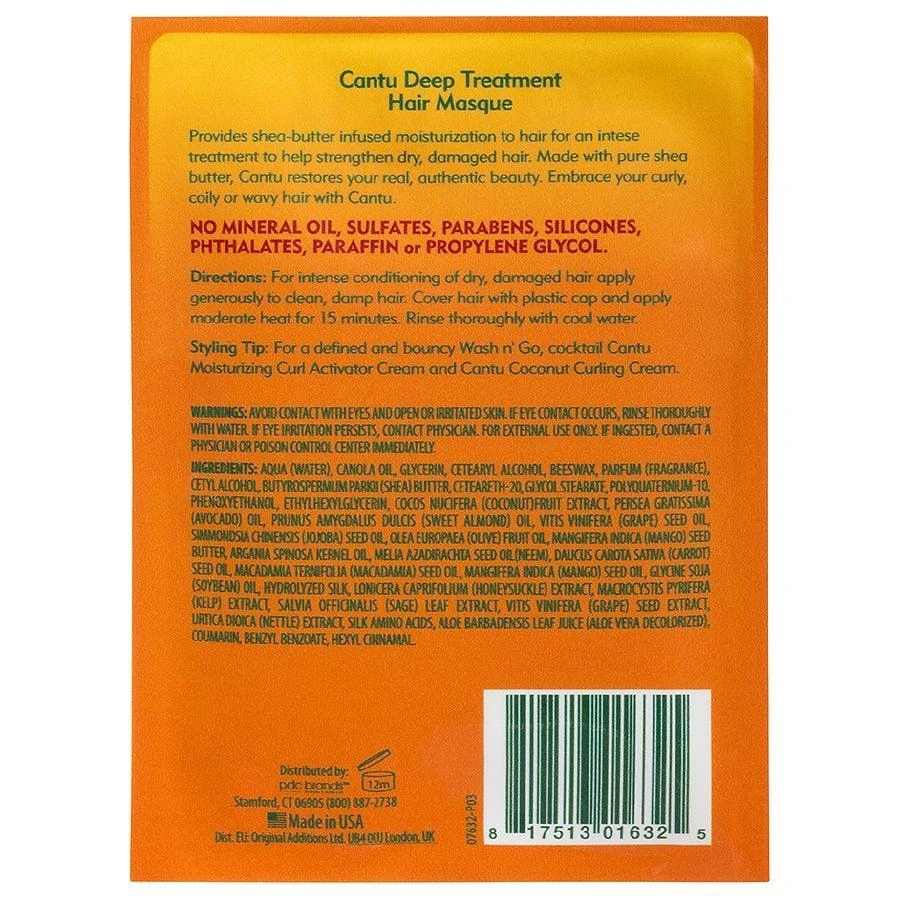 Cantu Deep Treatment
Hair Masque
Provides shea-butter infused moisturization to hair for an intese
treatment to help strengthen dry, damaged hair. Made with pure shea
butter, Cantu restores your real, authentic beauty. Embrace your curly,
coily or wavy hair with Cantu.
NO MINERAL OIL, SULFATES, PARABENS, SILICONES,
PHTHALATES, PARAFFIN or PROPYLENE GLYCOL.
Directions: For intense conditioning of dry, damaged hair apply
generously to clean, damp hair. Cover hair with plastic cap and apply
moderate heat for 15 minutes. Rinse thoroughly with cool water.
Styling Tip: For a defined and bouncy Wash n' Go, cocktail Cantu
Moisturizing Curl Activator Cream and Cantu Coconut Curling Cream.
WARNINGS: AVOID CONTACT WITH EYES AND OPEN OR IRRITATED SKIN. IF EYE CONTACT OCCURS, RINSE THOROUGHLY
WITH WATER. IF EYE IRRITATION PERSISTS, CONTACT PHYSICIAN. FOR EXTERNAL USE ONLY. IF INGESTED, CONTACT A
PHYSICIAN OR POISON CONTROL CENTER IMMEDIATELY.
INGREDIENTS: AQUA (WATER), CANOLA OIL, GLYCERIN, CETEARYL ALCOHOL, BEESWAX, PARFUM (FRAGRANCE),
CETYL ALCOHOL, BUTYROSPERMUM PARKII (SHEA) BUTTER, CETEARETH-20, GLYCOL STEARATE, POLYQUATERNIUM-10,
PHENOXYETHANOL, ETHYLHEXYLGLYCERIN, COCOS NUCIFERA (COCONUT)FRUIT EXTRACT, PERSEA GRATISSIMA
(AVOCADO) OIL, PRUNUS AMYGDALUS DULCIS (SWEET ALMOND) OIL, VITIS VINIFERA (GRAPE) SEED OIL,
SIMMONDSIA CHINENSIS (JOJOBA) SEED OIL, OLEA EUROPAEA (OLIVE) FRUIT OIL, MANGIFERA INDICA (MANGO) SEED
BUTTER, ARGANIA SPINOSA KERNEL OIL, MELIA AZADIRACHTA SEED OIL(NEEM), DAUCUS CAROTA SATIVA (CARROT)
SEED OIL, MACADAMIA TERNIFOLIA (MACADAMIA) SEED OIL, MANGIFERA INDICA (MANGO) SEED OIL, GLYCINE SOJA
(SOYBEAN) OIL, HYDROLYZED SILK, LONICERA CAPRIFOLIUM (HONEYSUCKLE) EXTRACT, MACROCYSTIS PYRIFERA
(KELP) EXTRACT, SALVIA OFFICINALIS (SAGE) LEAF EXTRACT, VITIS VINIFERA (GRAPE) SEED EXTRACT,
URTICA DIOICA (NETTLE) EXTRACT, SILK AMINO ACIDS, ALOE BARBADENSIS LEAF JUICE (ALOE VERA DECOLORIZED),
COUMARIN, BENZYL BENZOATE, HEXYL CINNAMAL.
Distributed by:
pdc brands™
12m
Stamford, CT 06905 (800) 887-2738
Made in USA
Dist. EU: Original Additions Ltd. UB4 0UJ London, UK
07632-P03
8 17513 01632 5